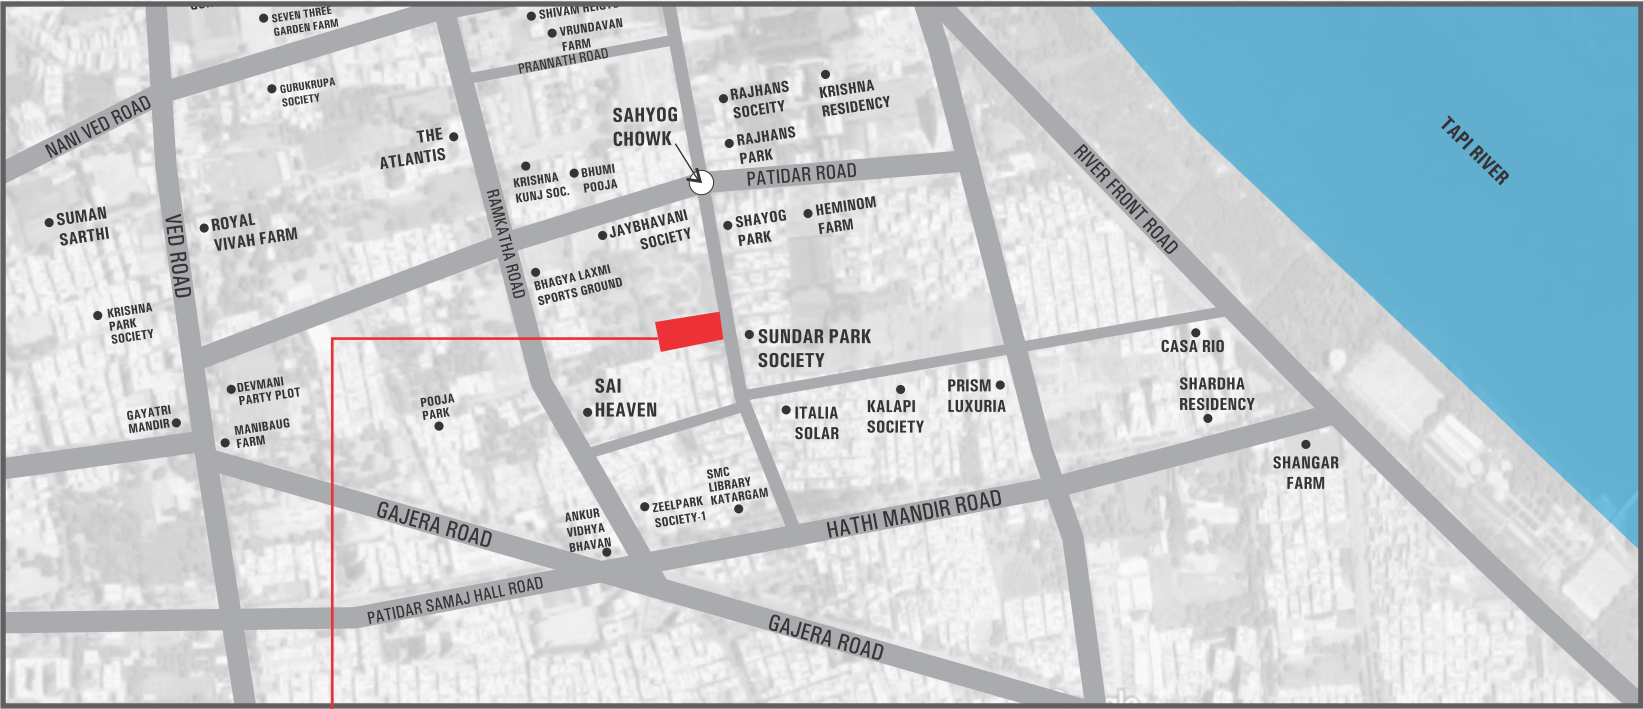 SEVEN THREE
GARDEN FARM
SHIVAM HEIGTS
VRUNDAVAN
FARM
PRANNATH ROAD
GURUKRUPA
SOCIETY
NANI VED ROAD
THE
ATLANTIS
SAHYOG
CHOWK
RAJHANS
SOCEITY
KRISHNA
RESIDENCY
RAJHANS
PARK
PATIDAR ROAD
KRISHNA
KUNJ SOC.
BHUMI
POOJA
RIVER FRONT ROAD
TAPI RIVER
SUMAN
SARTHI
VED ROAD
ROYAL
VIVAH FARM
RAMKATHA ROAD
JAYBHAVANI
SOCIETY
SHAYOG
PARK
HEMINOM
FARM
BHAGYA LAXMI
SPORTS GROUND
KRISHNA
PARK
SOCIETY
SUNDAR PARK
SOCIETY
CASA RIO
DEVMANI
PARTY PLOT
GAYATRI
MANDIR
MANIBAUG
FARM
POOJA
PARK
SAI
HEAVEN
ITALIA
SOLAR
KALAPI
SOCIETY
PRISM
LUXURIA
SHARDHA
RESIDENCY
SHANGAR
FARM
SMC
LIBRARY
KATARGAM
ZEELPARK
SOCIETY-1
ANKUR
VIDHYA
BHAVAN
GAJERA ROAD
HATHI MANDIR ROAD
PATIDAR SAMAJ HALL ROAD
GAJERA ROAD